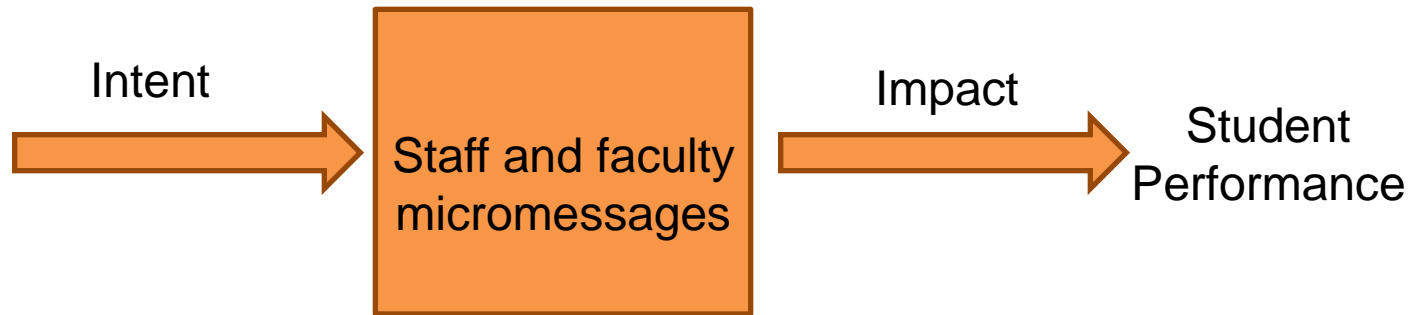 Intent
Staff and faculty
micromessages
Impact
Student
Performance